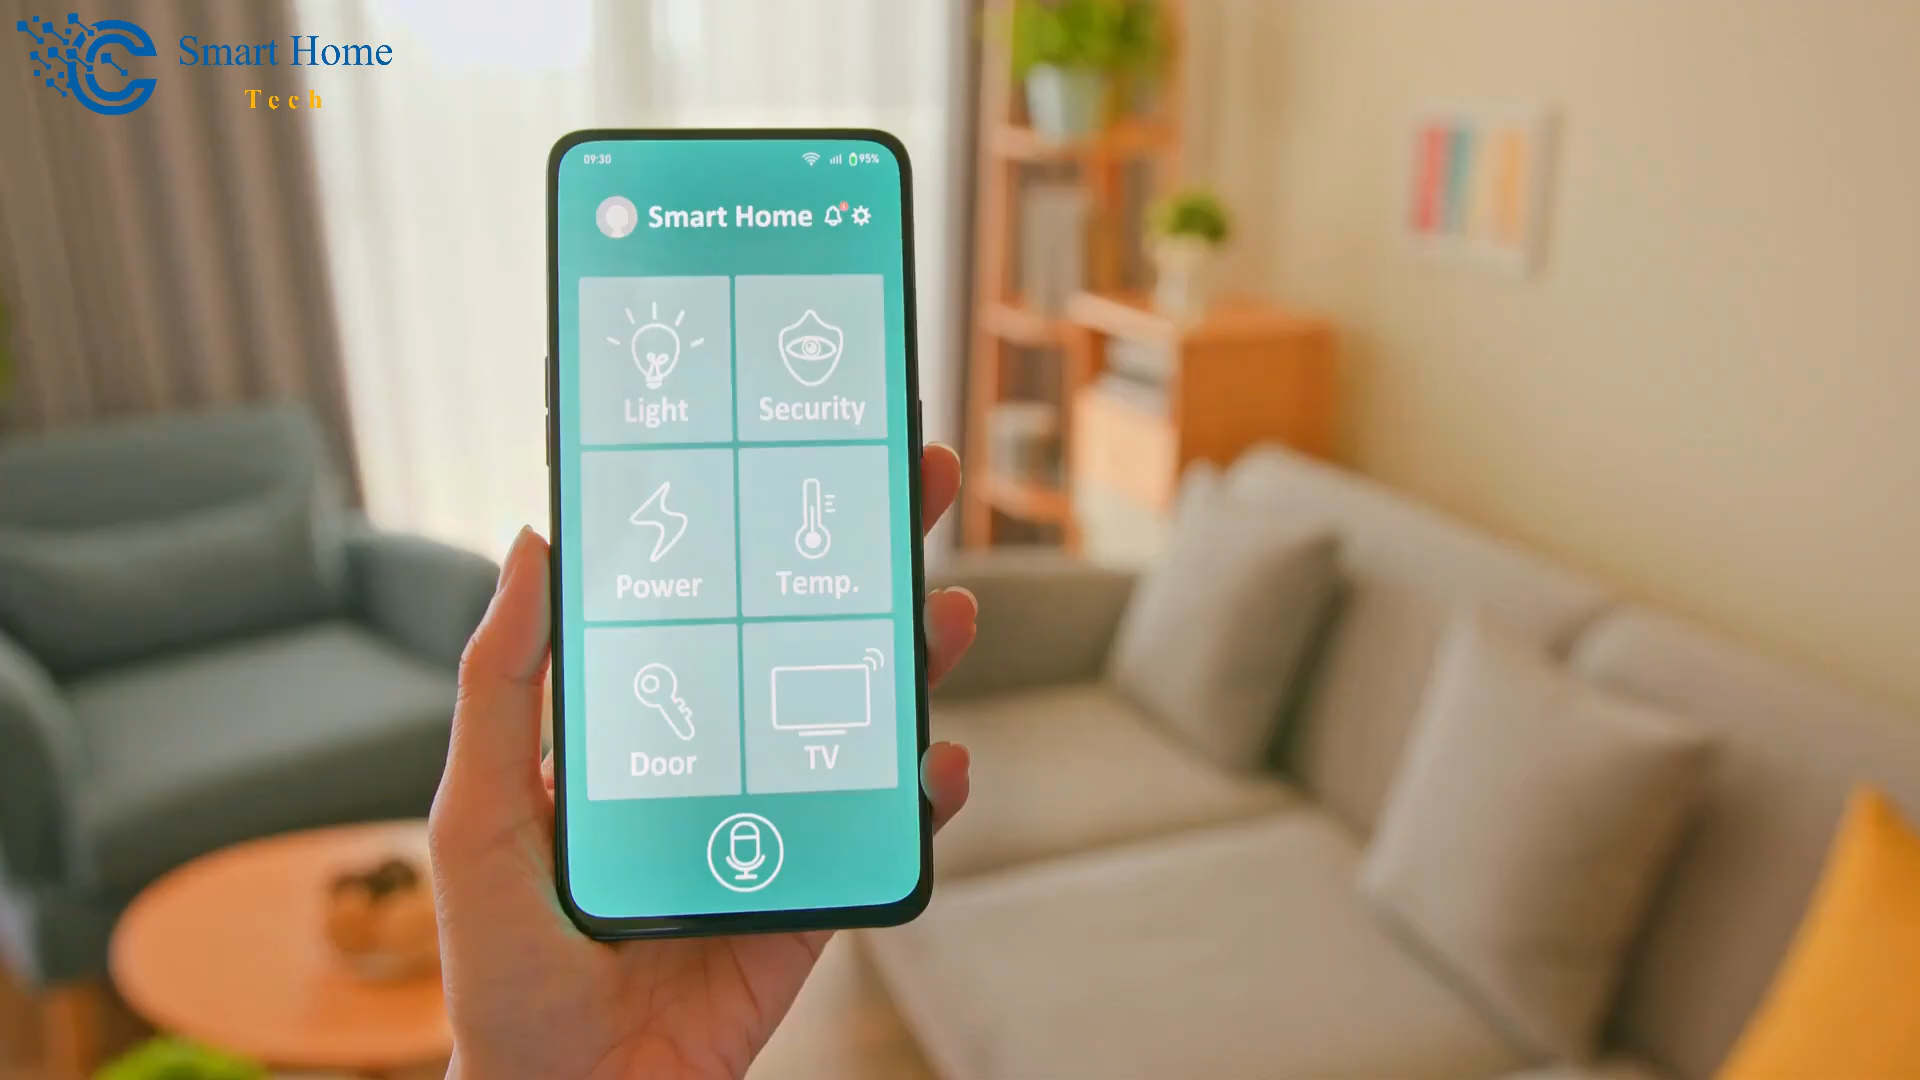 Smart Home
Tech
09:30
95%
Smart Home
Light
Security
Power
Temp.
Door
TV